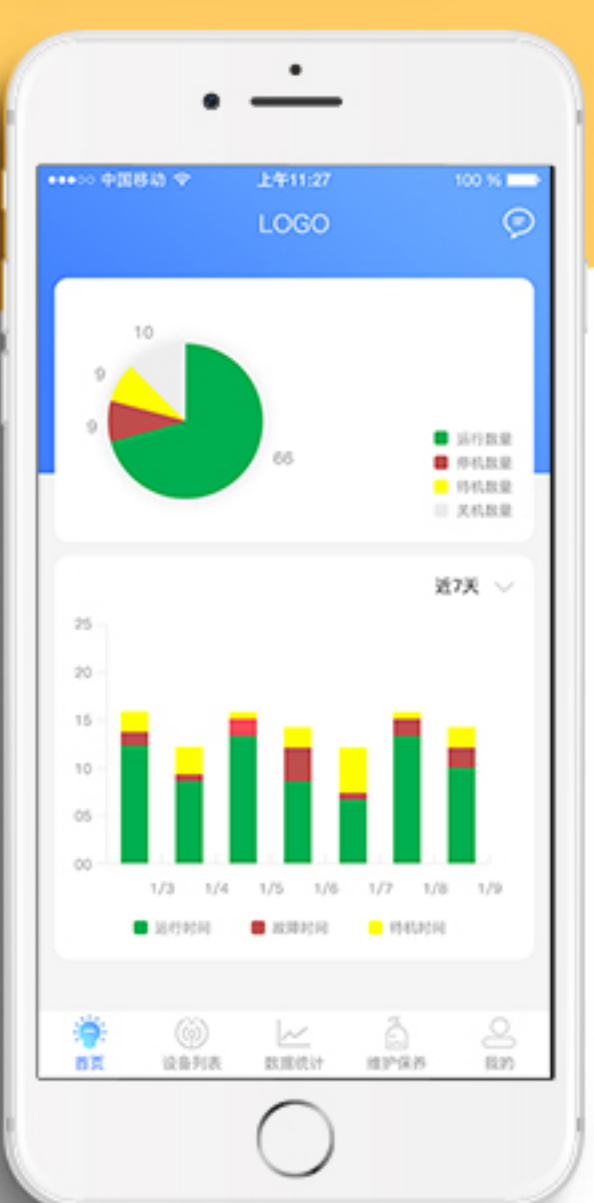 中国移动 上午11:27 100 %
LOGO
10
9
9
66
运行数量
停机数量
待机数量
关机数量
近7天
25
20
15
10
05
00
1/3 1/4 1/5 1/6 1/7 1/8 1/9
运行时间 故障时间 待机时间
首页 设备列表 数据统计 维护保养 我的